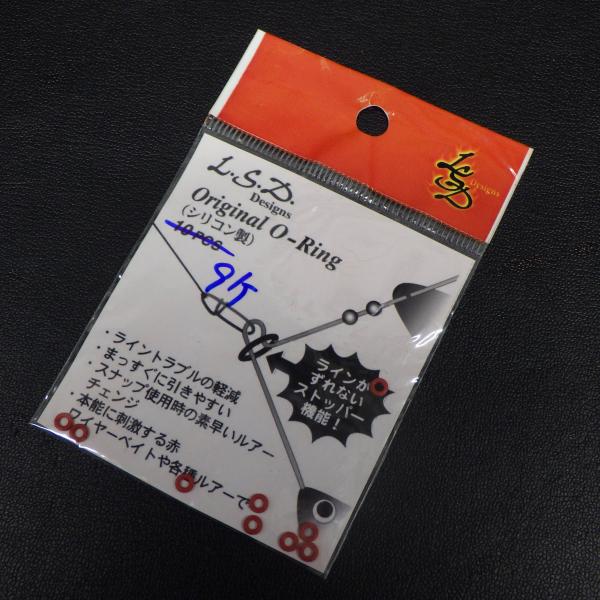 LSD
Designs
L.S.D.
Designs
Original O-Ring
(シリコン製)
10 PCS
9ケ
ラインが
ずれない
ストッパー
機能!
・ライントラブルの軽減
・まっすぐに引きやすい
・スナップ使用時の素早いルアー
チェンジ
・本能に刺激する赤
ワイヤーベイトや各種ルアーで